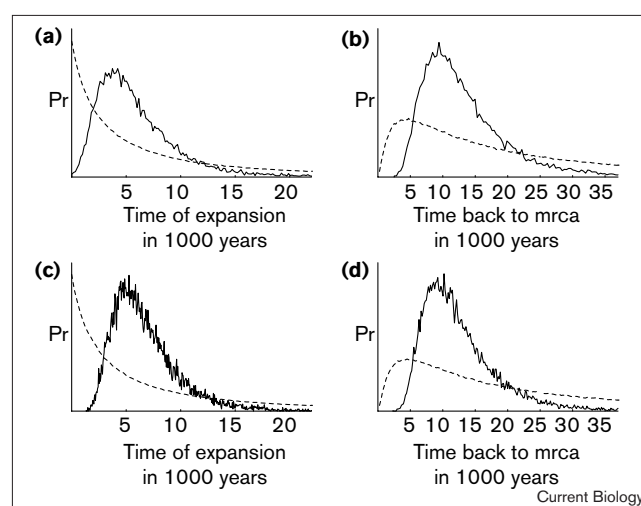 (a)
Pr
5 10 15 20
Time of expansion
in 1000 years
(b)
Pr
5 10 15 20 25 30 35
Time back to mrca
in 1000 years
(c)
Pr
5 10 15 20
Time of expansion
in 1000 years
(d)
Pr
5 10 15 20 25 30 35
Time back to mrca
in 1000 years
Current Biology